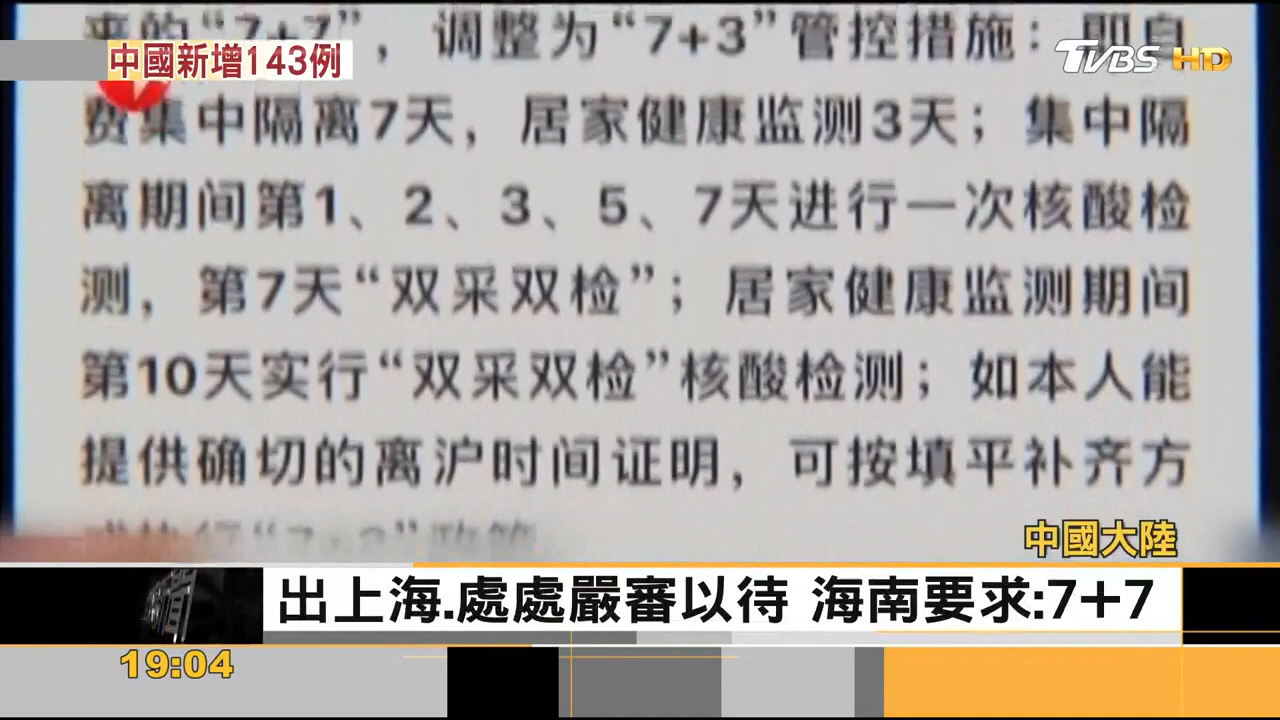 来的“7+7”，调整为“7+3”管控措施：即自
中國新增143例
TVBS HD
费集中隔离7天，居家健康监测3天；集中隔
离期间第1、2、3、5、7天进行一次核酸检
测，第7天“双采双检”；居家健康监测期间
第10天实行“双采双检”核酸检测；如本人能
提供确切的离沪时间证明，可按填平补齐方
中國大陸
出上海.處處嚴審以待 海南要求:7+7
19:04